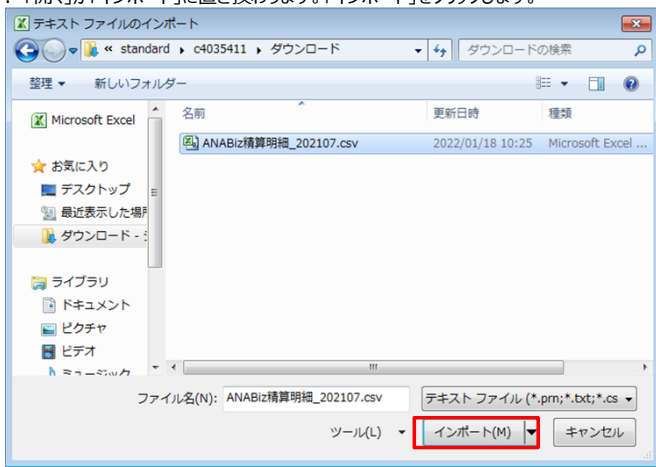 テキスト ファイルのインポート
« standard ▸ c4035411 ▸ ダウンロード
ダウンロードの検索
整理 ▼ 新しいフォルダー
Microsoft Excel
お気に入り
デスクトップ
最近表示した場所
ダウンロード -
ライブラリ
ドキュメント
ピクチャ
ビデオ
ミュージック
名前 更新日時 種類
ANABiz精算明細_202107.csv 2022/01/18 10:25 Microsoft Excel ...
ファイル名(N): ANABiz精算明細_202107.csv テキスト ファイル (*.prn;*.txt;*.cs
ツール(L) インポート(M) キャンセル